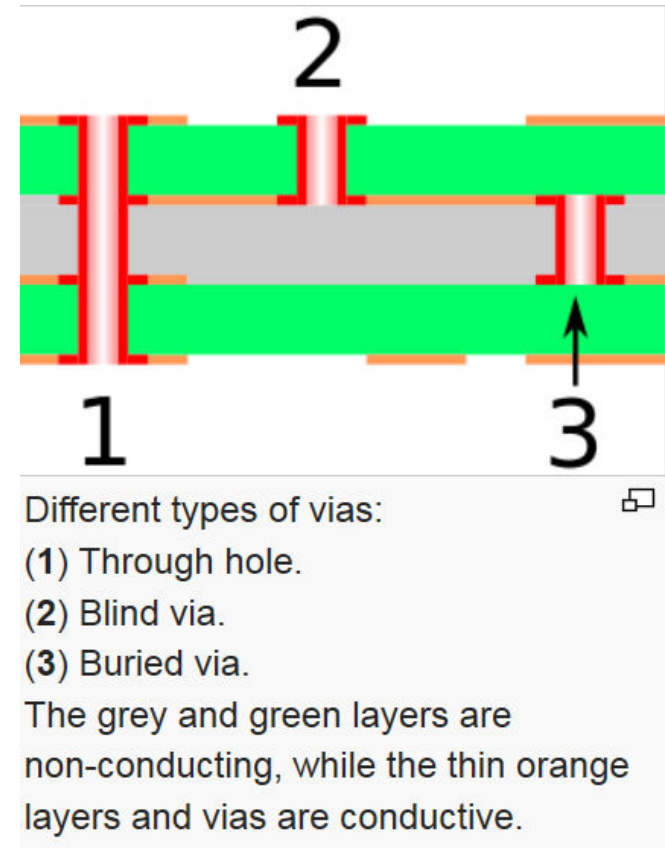 2
1
3
Different types of vias:
(1) Through hole.
(2) Blind via.
(3) Buried via.
The grey and green layers are
non-conducting, while the thin orange
layers and vias are conductive.